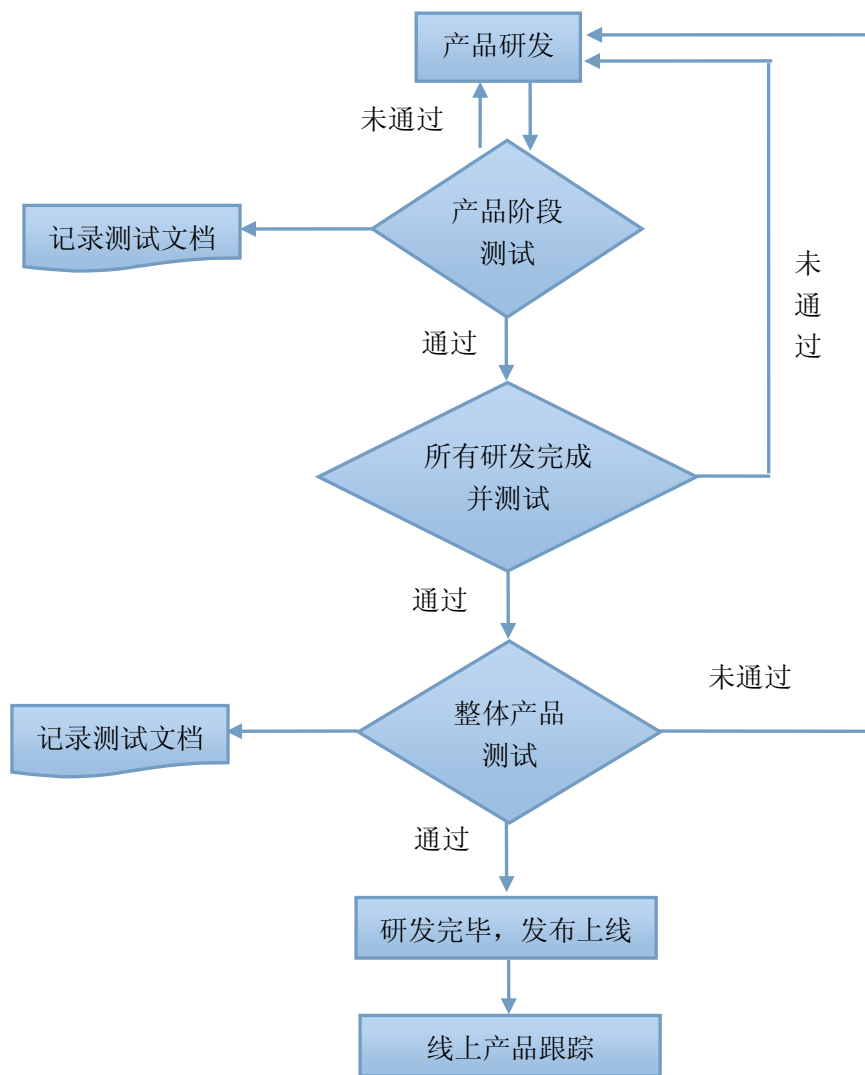 产品研发
未通过
产品阶段
测试
记录测试文档
未
通
过
通过
所有研发完成
并测试
通过
未通过
整体产品
测试
记录测试文档
通过
研发完毕，发布上线
线上产品跟踪